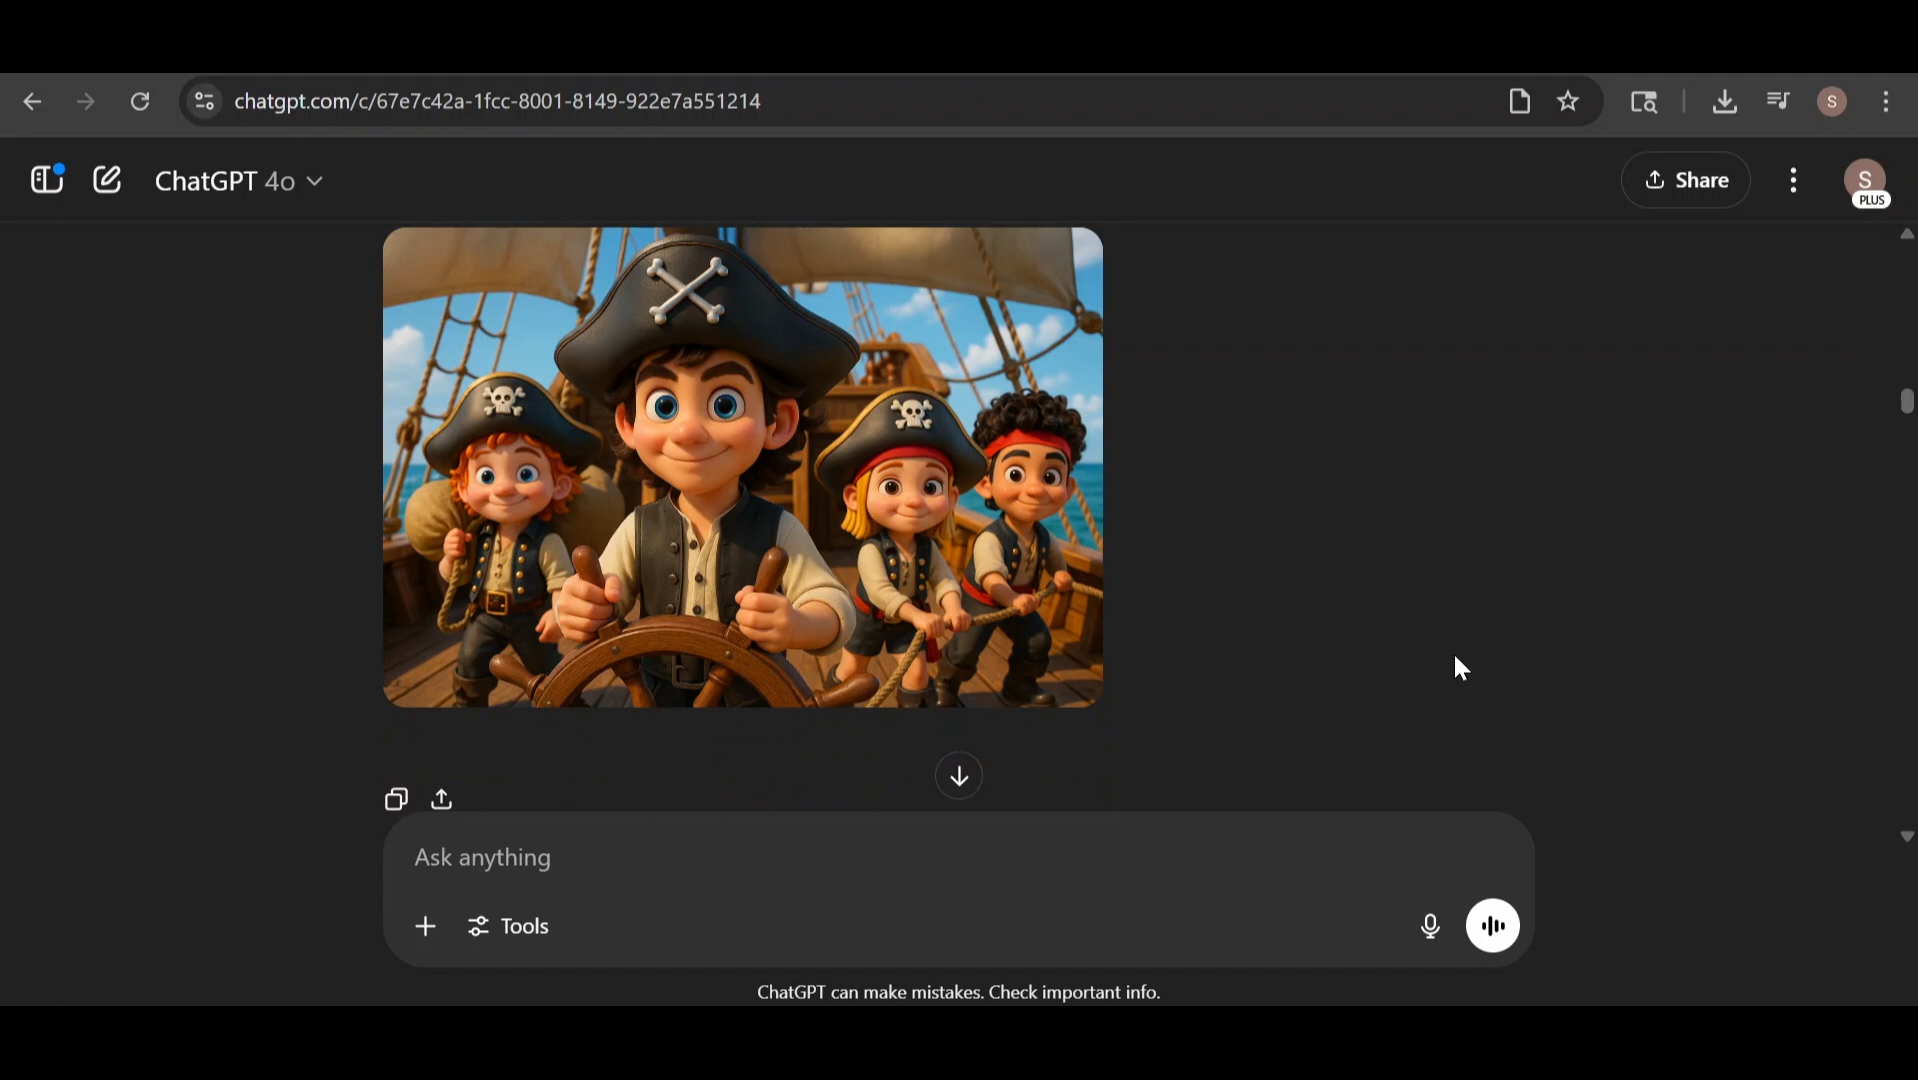 chatgpt.com/c/67e7c42a-1fcc-8001-8149-922e7a551214
S
ChatGPT 4o
Share
S
PLUS
Ask anything
Tools
ChatGPT can make mistakes. Check important info.